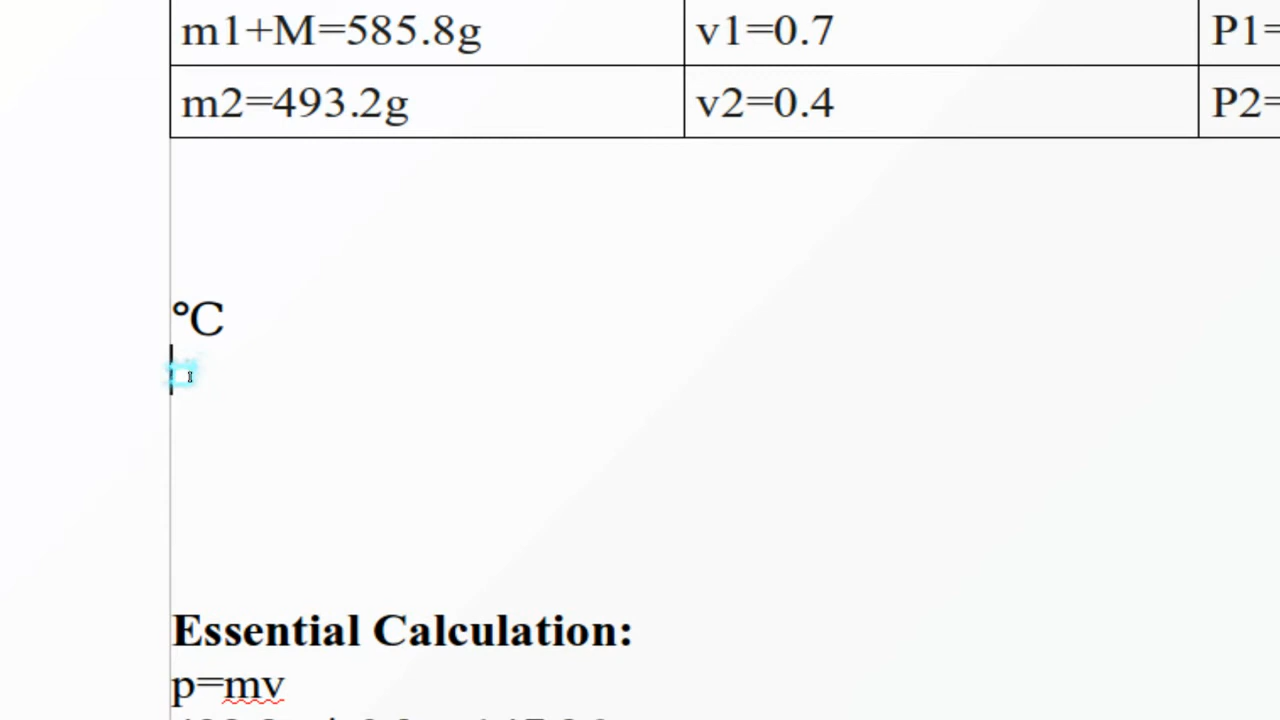 m1+M=585.8g v1=0.7 P1=
m2=493.2g v2=0.4 P2=
℃
Essential Calculation:
p=mv